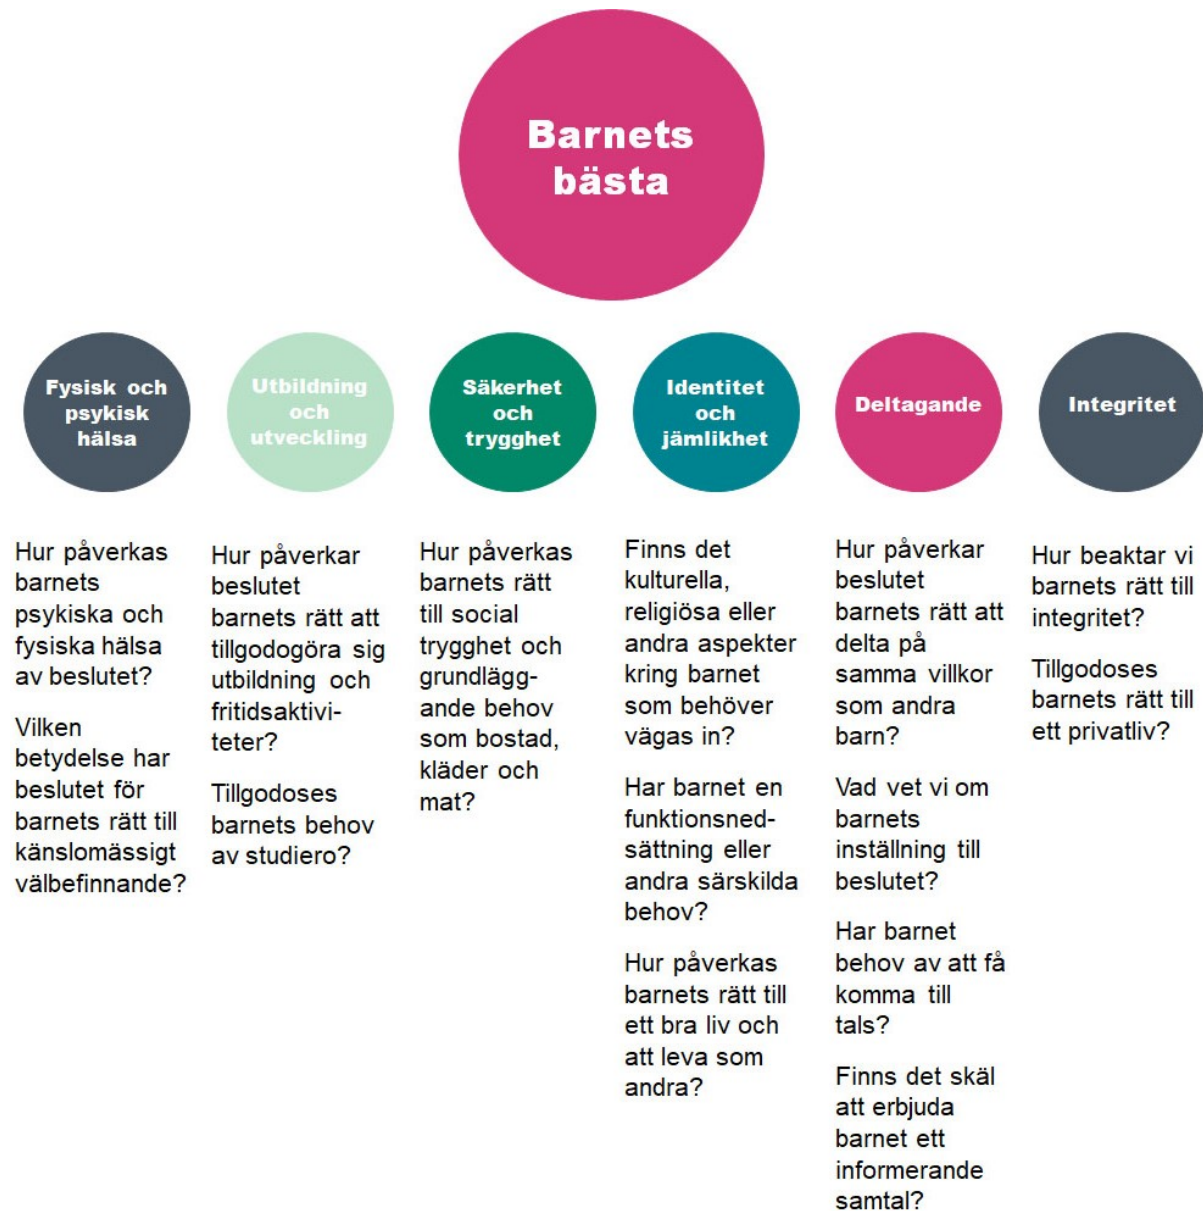 Barnets
bästa
Fysisk och
psykisk
hälsa
Utbildning
och
utveckling
Säkerhet
och
trygghet
Identitet
och
jämlikhet
Deltagande
Integritet
Hur påverkas
barnets
psykiska och
fysiska hälsa
av beslutet?
Vilken
betydelse har
beslutet för
barnets rätt till
känslomässigt
välbefinnande?
Hur påverkar
beslutet
barnets rätt att
tillgodogöra sig
utbildning och
fritidsaktivi-
teter?
Tillgodoses
barnets behov
av studiero?
Hur påverkas
barnets rätt
till social
trygghet och
grundlägg-
ande behov
som bostad,
kläder och
mat?
Finns det
kulturella,
religiösa eller
andra aspekter
kring barnet
som behöver
vägas in?
Har barnet en
funktionsned-
sättning eller
andra särskilda
behov?
Hur påverkas
barnets rätt till
ett bra liv och
att leva som
andra?
Hur påverkar
beslutet
barnets rätt att
delta på
samma villkor
som andra
barn?
Vad vet vi om
barnets
inställning till
beslutet?
Har barnet
behov av att få
komma till
tals?
Finns det skäl
att erbjuda
barnet ett
informerande
samtal?
Hur beaktar vi
barnets rätt till
integritet?
Tillgodoses
barnets rätt till
ett privatliv?